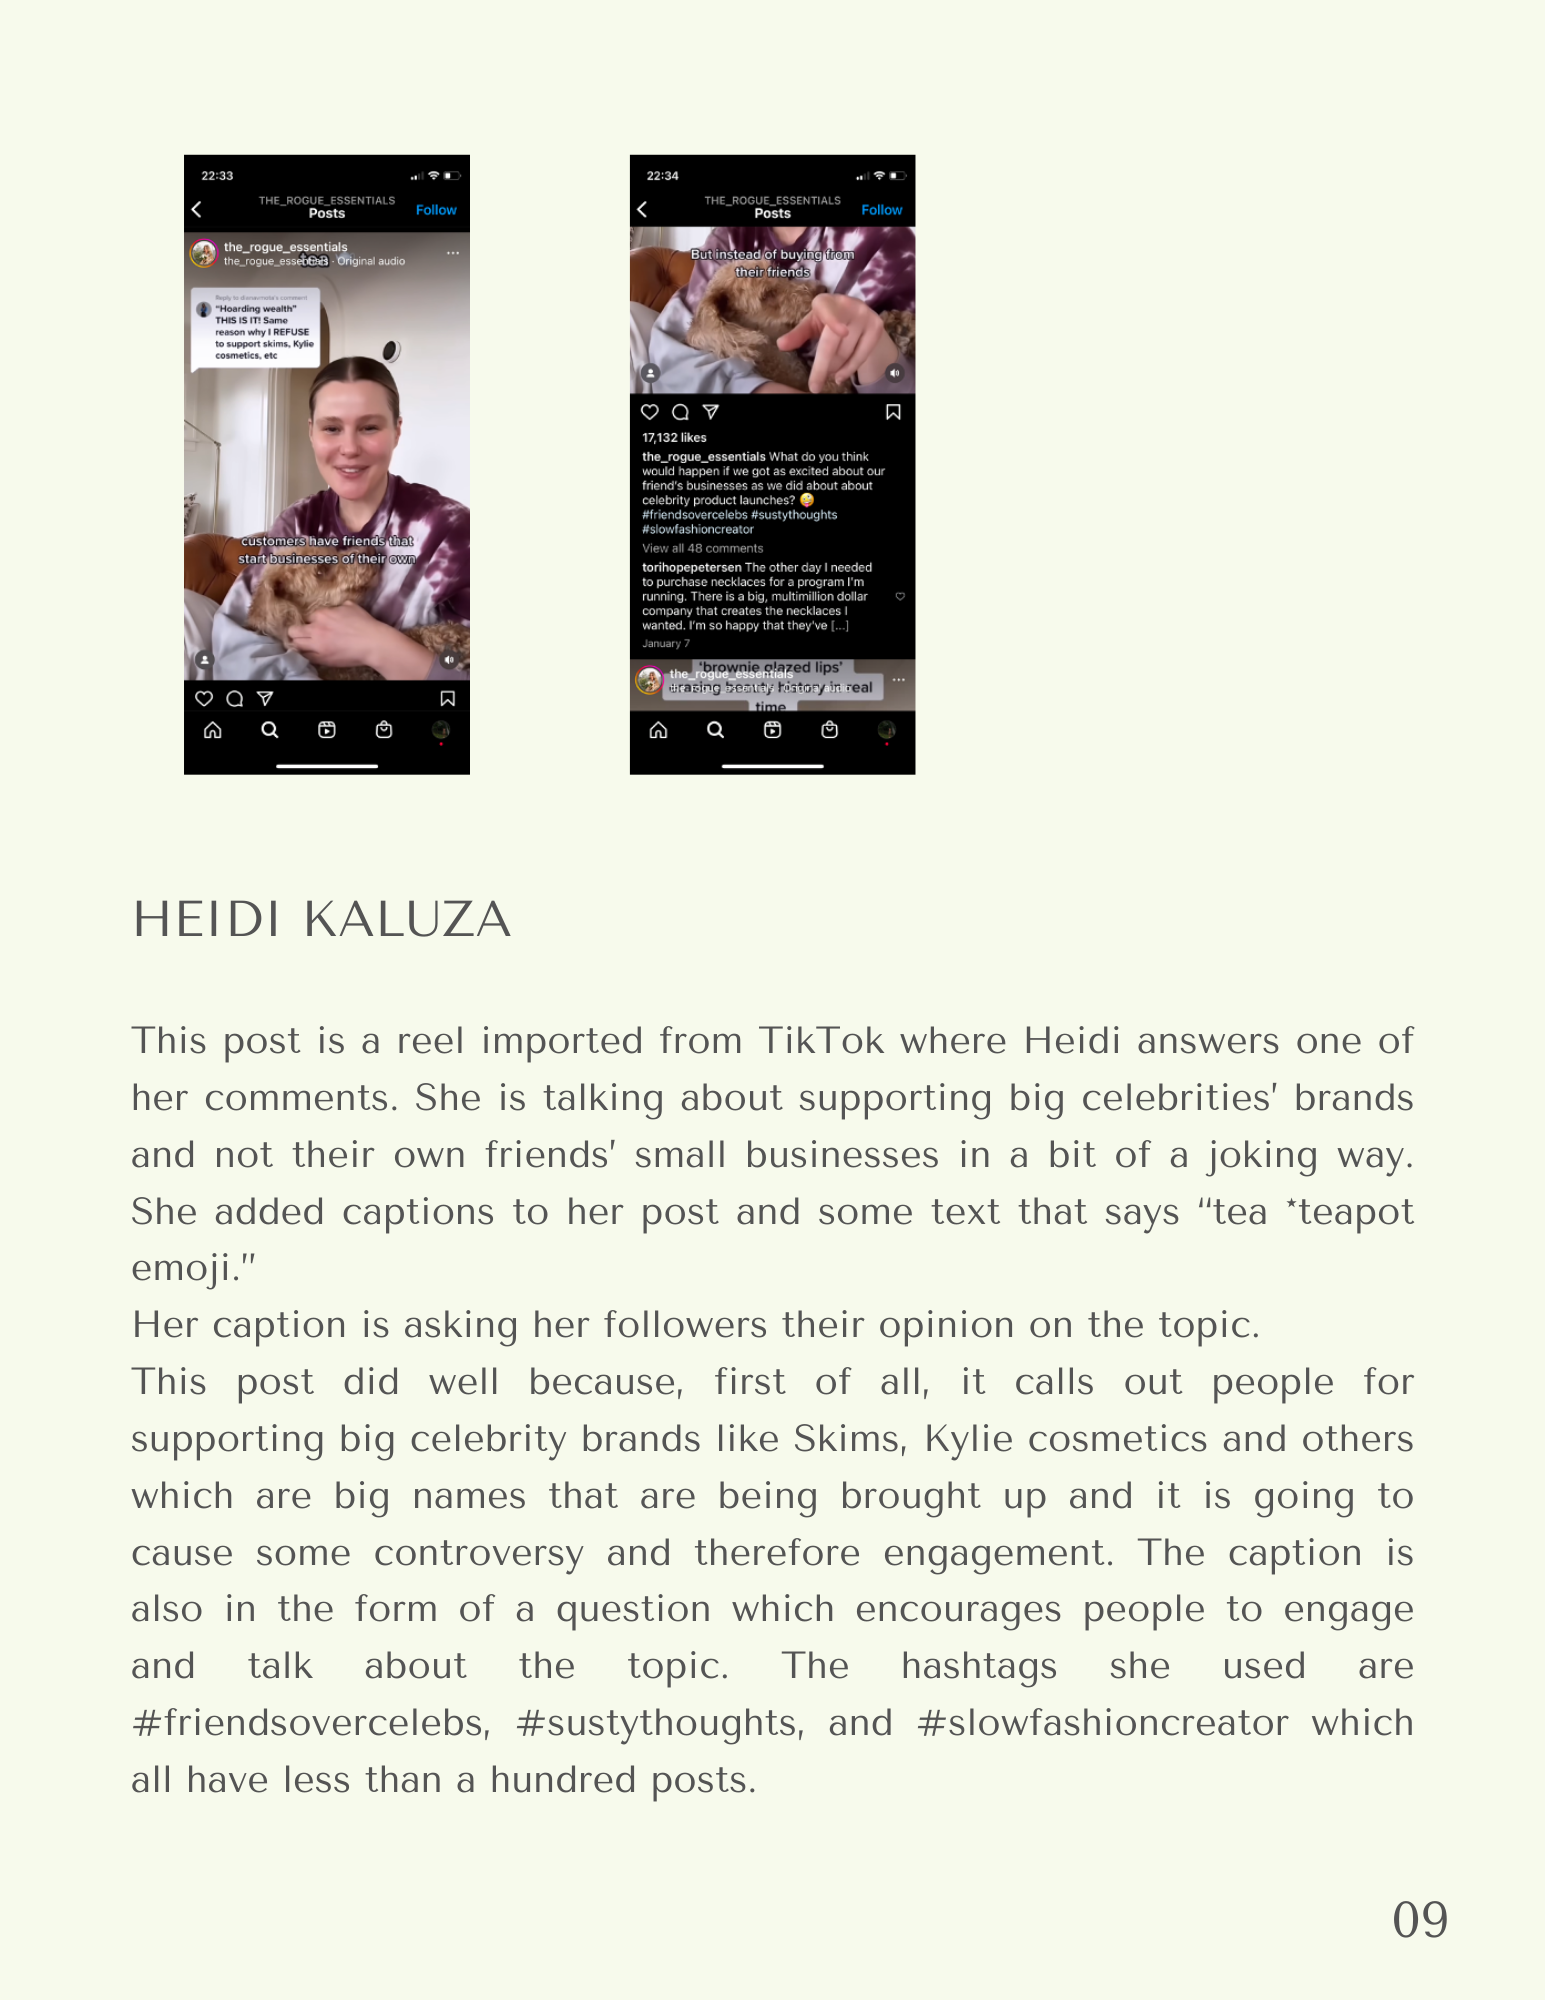 22:33
THE_ROGUE_ESSENTIALS
Posts
Follow
the_rogue_essentials
the_rogue_essentials · Original audio
tea
Reply to comment
"Hoarding wealth"
THIS IS IT! Same
reason why I REFUSE
to support skims, Kylie
cosmetics, etc
customers have friends that
start businesses of their own
22:34
THE_ROGUE_ESSENTIALS
Posts
Follow
But instead of buying from
their friends
17,132 likes
the_rogue_essentials What do you think
would happen if we got as excited about our
friend's businesses as we did about about
celebrity product launches? 🤪
#friendsovercelebs #sustythoughts
#slowfashioncreator
View all 48 comments
torihopepetersen The other day I needed
to purchase necklaces for a program I'm
running. There is a big, multimillion dollar
company that creates the necklaces I
wanted. I'm so happy that they've [...]
January 7
'brownie glazed lips'
the_rogue_essentials
erasing beauty history in real
the_rogue_essentials · Original audio
time
HEIDI KALUZA
This post is a reel imported from TikTok where Heidi answers one of
her comments. She is talking about supporting big celebrities' brands
and not their own friends' small businesses in a bit of a joking way.
She added captions to her post and some text that says "tea *teapot
emoji."
Her caption is asking her followers their opinion on the topic.
This post did well because, first of all, it calls out people for
supporting big celebrity brands like Skims, Kylie cosmetics and others
which are big names that are being brought up and it is going to
cause some controversy and therefore engagement. The caption is
also in the form of a question which encourages people to engage
and talk about the topic. The hashtags she used are
#friendsovercelebs, #sustythoughts, and #slowfashioncreator which
all have less than a hundred posts.
09